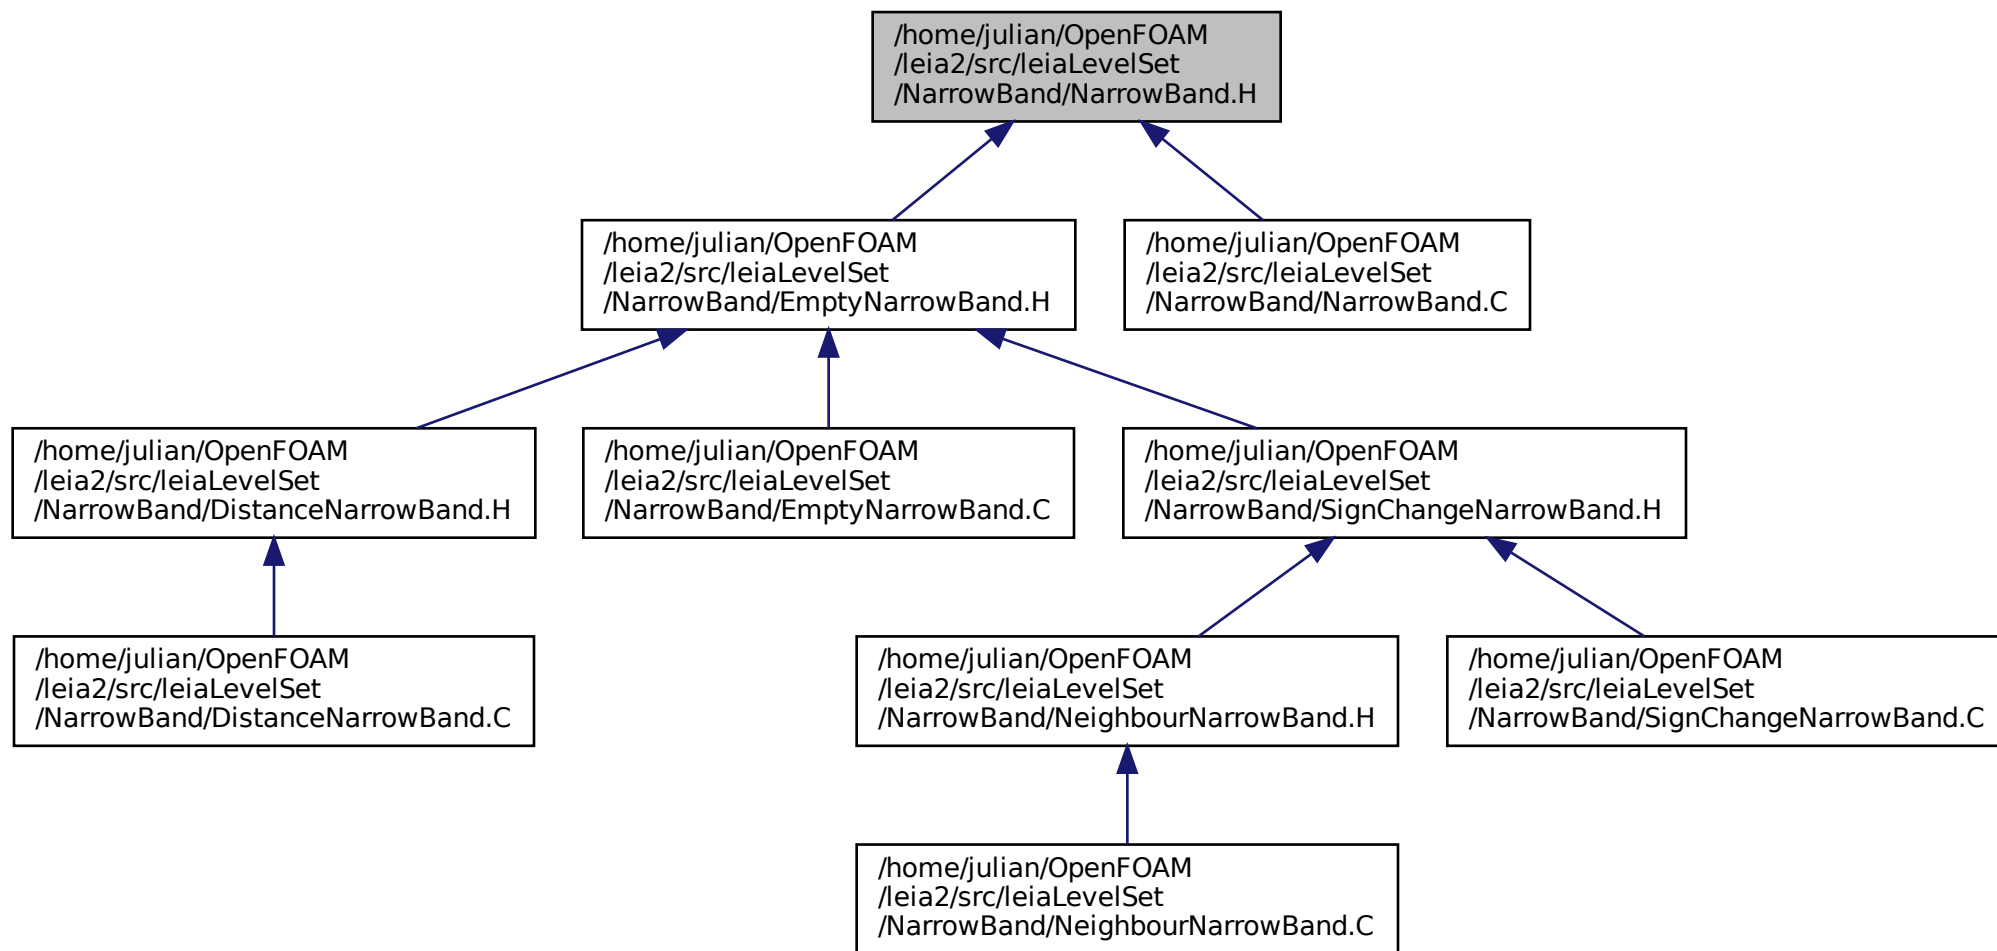 /home/julian/OpenFOAM
/leia2/src/leiaLevelSet
/NarrowBand/NarrowBand.H
/home/julian/OpenFOAM
/leia2/src/leiaLevelSet
/NarrowBand/EmptyNarrowBand.H
/home/julian/OpenFOAM
/leia2/src/leiaLevelSet
/NarrowBand/NarrowBand.C
/home/julian/OpenFOAM
/leia2/src/leiaLevelSet
/NarrowBand/DistanceNarrowBand.H
/home/julian/OpenFOAM
/leia2/src/leiaLevelSet
/NarrowBand/EmptyNarrowBand.C
/home/julian/OpenFOAM
/leia2/src/leiaLevelSet
/NarrowBand/SignChangeNarrowBand.H
/home/julian/OpenFOAM
/leia2/src/leiaLevelSet
/NarrowBand/DistanceNarrowBand.C
/home/julian/OpenFOAM
/leia2/src/leiaLevelSet
/NarrowBand/NeighbourNarrowBand.H
/home/julian/OpenFOAM
/leia2/src/leiaLevelSet
/NarrowBand/SignChangeNarrowBand.C
/home/julian/OpenFOAM
/leia2/src/leiaLevelSet
/NarrowBand/NeighbourNarrowBand.C